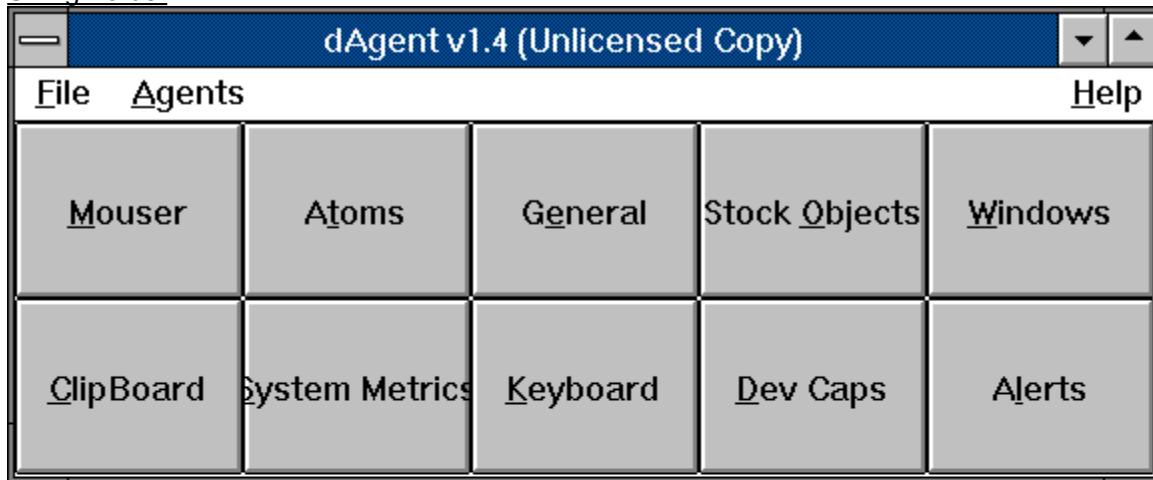 dAgent v1.4 (Unlicensed Copy)
File Agents Help
Mouser Atoms General Stock Objects Windows
ClipBoard System Metrics Keyboard Dev Caps Alerts